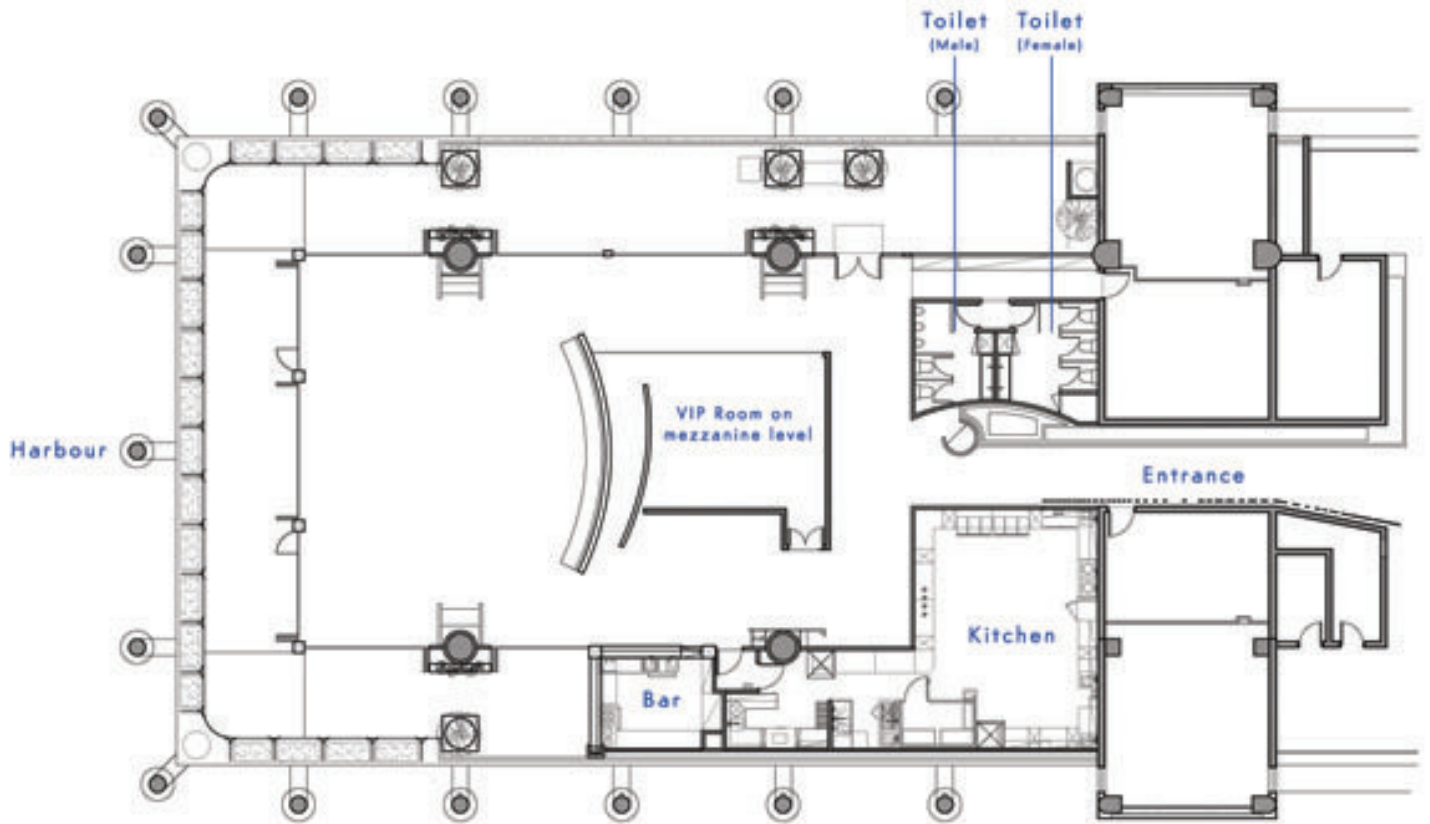 Toilet
(Male)
Toilet
(Female)
VIP Room on
mezzanine level
Harbour
Entrance
Kitchen
Bar